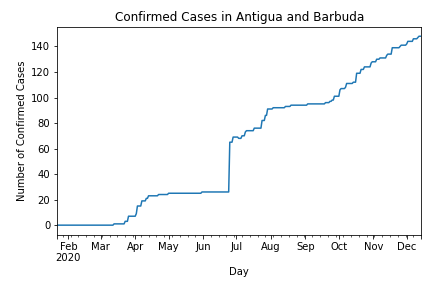 Confirmed Cases in Antigua and Barbuda
Number of Confirmed Cases
140
120
100
80
60
40
20
0
Feb Mar Apr May Jun Jul Aug Sep Oct Nov Dec
2020
Day